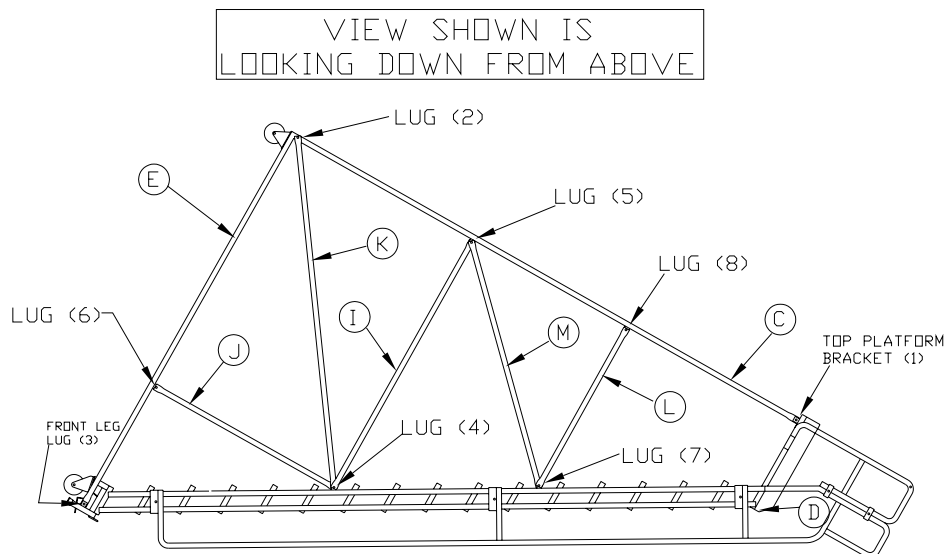 VIEW SHOWN IS
LOOKING DOWN FROM ABOVE
LUG (2)
E
LUG (5)
K
LUG (8)
LUG (6)
I
C
M
TOP PLATFORM
BRACKET (1)
J
L
FRONT LEG
LUG (3)
LUG (4)
LUG (7)
D